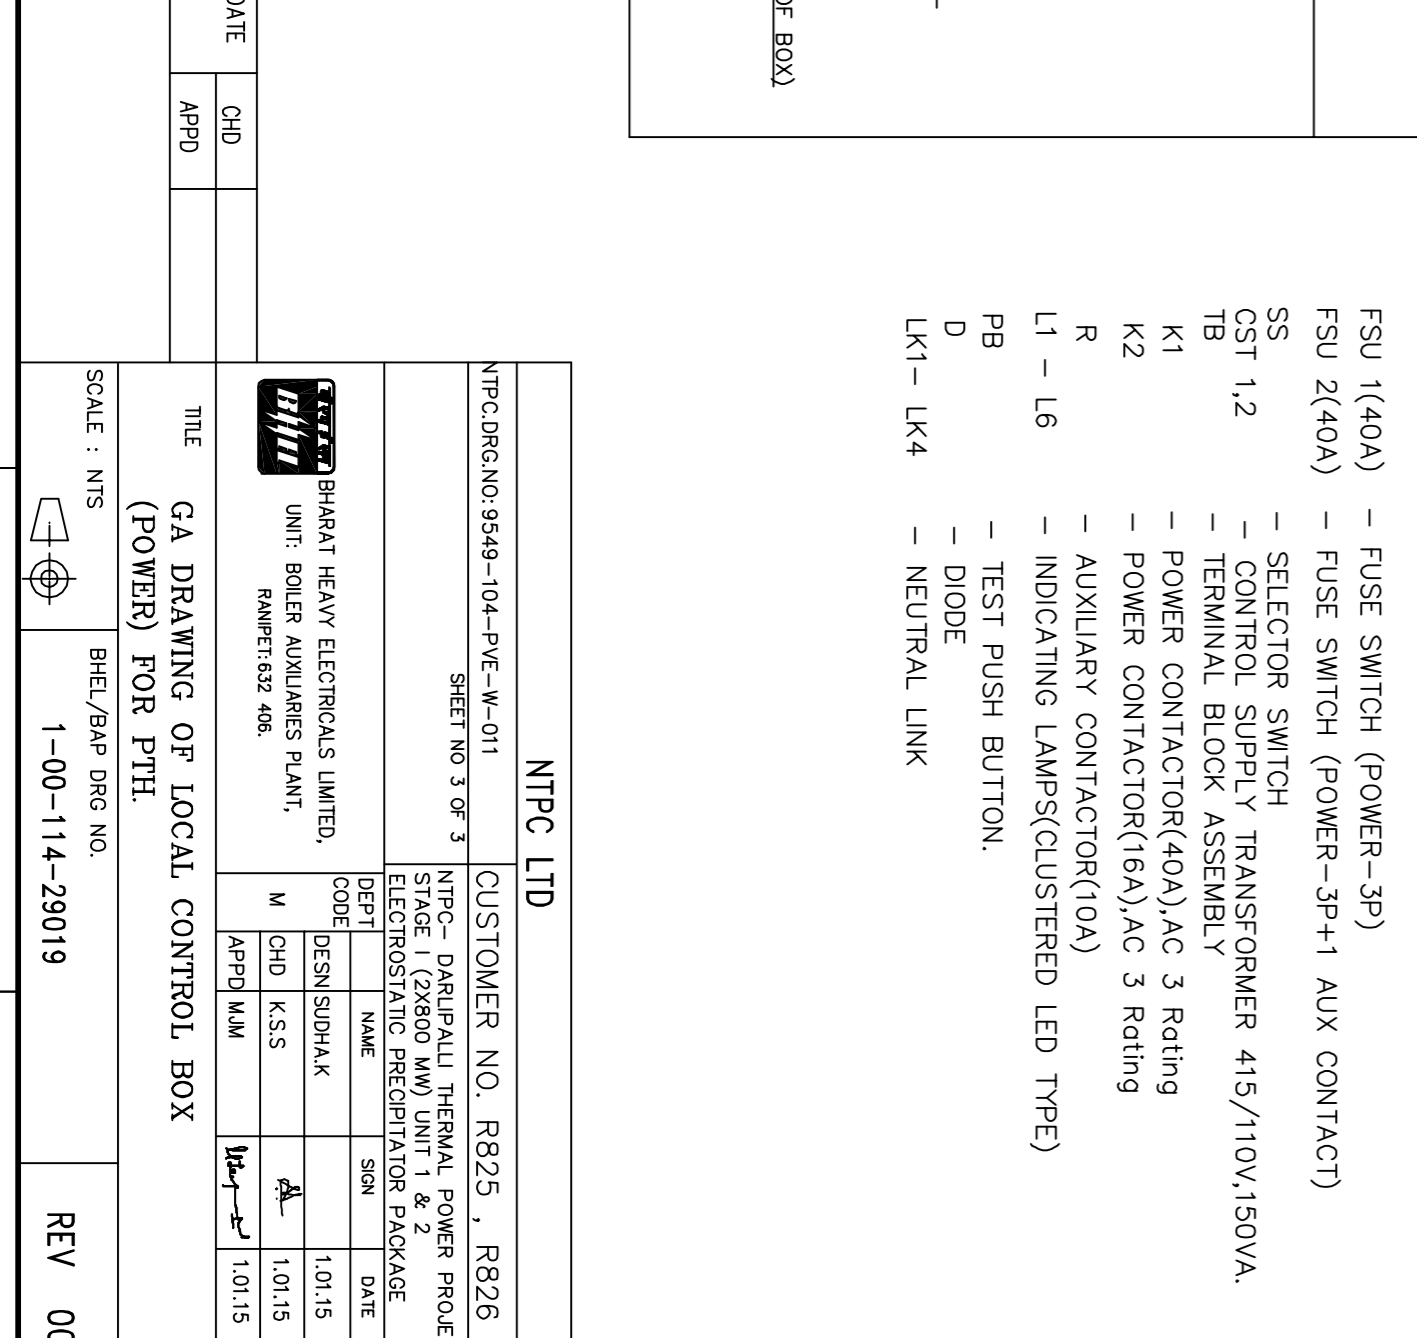 OF BOX)
FSU 1(40A) – FUSE SWITCH (POWER–3P)
FSU 2(40A) – FUSE SWITCH (POWER–3P+1 AUX CONTACT)
SS – SELECTOR SWITCH
CST 1,2 – CONTROL SUPPLY TRANSFORMER 415/110V,150VA.
TB – TERMINAL BLOCK ASSEMBLY
K1 – POWER CONTACTOR(40A),AC 3 Rating
K2 – POWER CONTACTOR(16A),AC 3 Rating
R – AUXILIARY CONTACTOR(10A)
L1 – L6 – INDICATING LAMPS(CLUSTERED LED TYPE)
PB – TEST PUSH BUTTON.
D – DIODE
LK1– LK4 – NEUTRAL LINK
NTPC LTD
NTPC.DRG.NO:9549–104–PVE–W–011
SHEET NO 3 OF 3
CUSTOMER NO. R825 , R826
NTPC– DARLIPALLI THERMAL POWER PROJE
STAGE I (2X800 MW) UNIT 1 & 2
ELECTROSTATIC PRECIPITATOR PACKAGE
BHARAT HEAVY ELECTRICALS LIMITED,
UNIT: BOILER AUXILIARIES PLANT,
RANIPET:632 406.
DEPT
CODE
M
NAME SIGN DATE
DESN SUDHA.K 1.01.15
CHD K.S.S 1.01.15
APPD MJM 1.01.15
DATE
CHD
APPD
TITLE
GA DRAWING OF LOCAL CONTROL BOX
(POWER) FOR PTH.
SCALE : NTS
BHEL/BAP DRG NO.
1–00–114–29019
REV 00